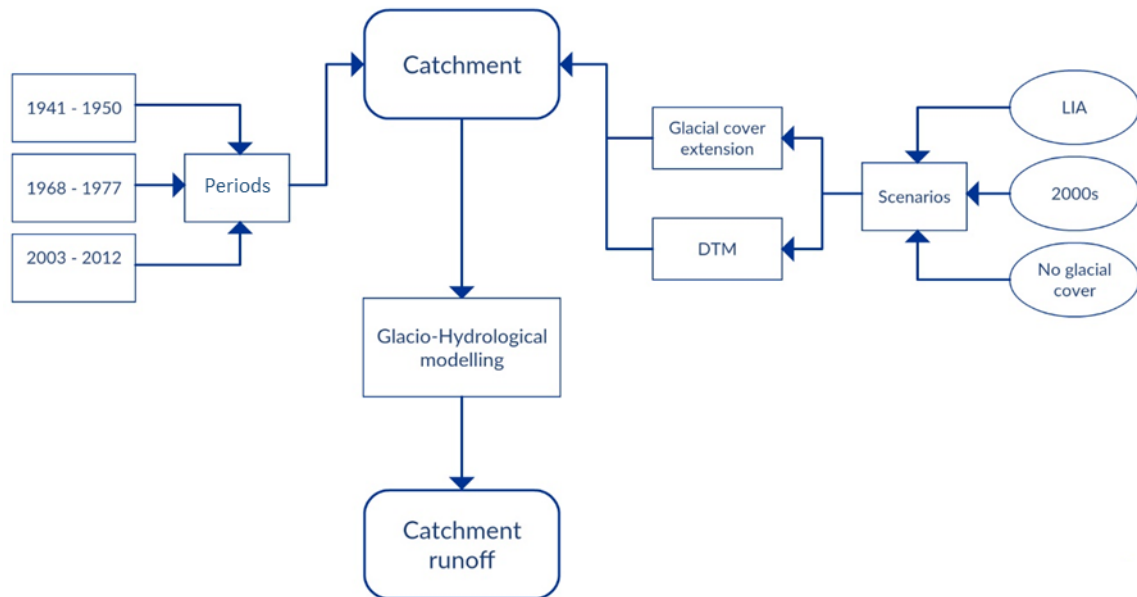 Catchment
1941 - 1950
1968 - 1977
2003 - 2012
Periods
Glacial cover
extension
DTM
Scenarios
LIA
2000s
No glacial
cover
Glacio-Hydrological
modelling
Catchment
runoff